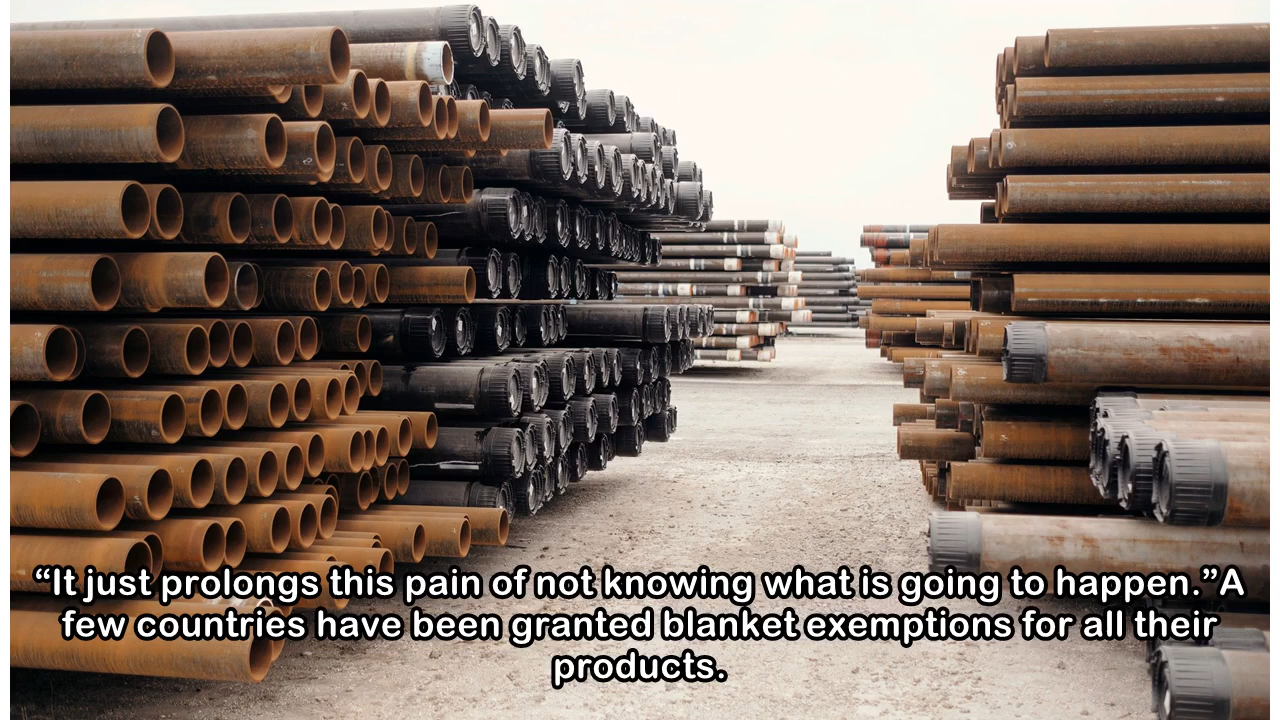 “It just prolongs this pain of not knowing what is going to happen.”A
few countries have been granted blanket exemptions for all their
products.